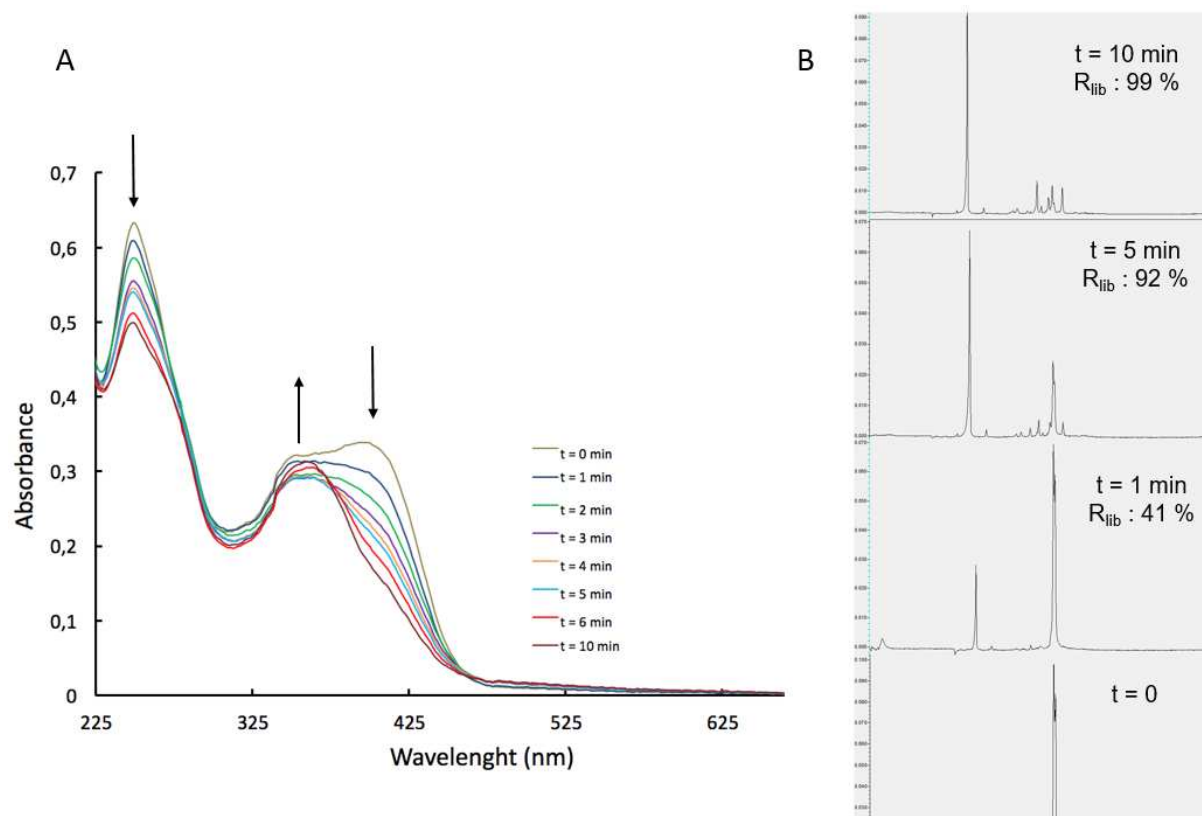 A
Absorbance
0,7
0,6
0,5
0,4
0,3
0,2
0,1
0
225
325
425
525
625
Wavelenght (nm)
t = 0 min
t = 1 min
t = 2 min
t = 3 min
t = 4 min
t = 5 min
t = 6 min
t = 10 min
B
t = 10 min
Rlib : 99 %
t = 5 min
Rlib : 92 %
t = 1 min
Rlib : 41 %
t = 0